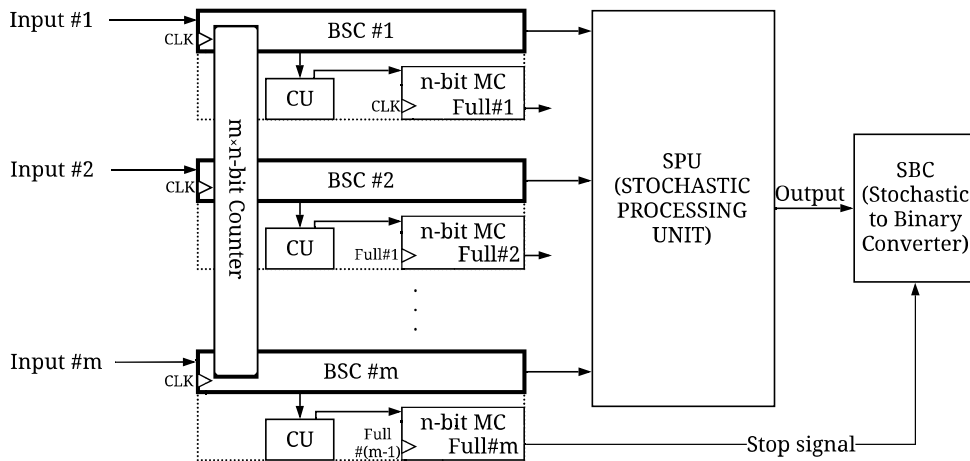 Input #1
CLK
BSC #1
CU
n-bit MC
CLK
Full#1
m×n-bit Counter
Input #2
CLK
BSC #2
CU
n-bit MC
Full#1
Full#2
.
.
.
Input #m
CLK
BSC #m
CU
n-bit MC
Full
#(m-1)
Full#m
SPU
(STOCHASTIC
PROCESSING
UNIT)
Output
SBC
(Stochastic
to Binary
Converter)
Stop signal